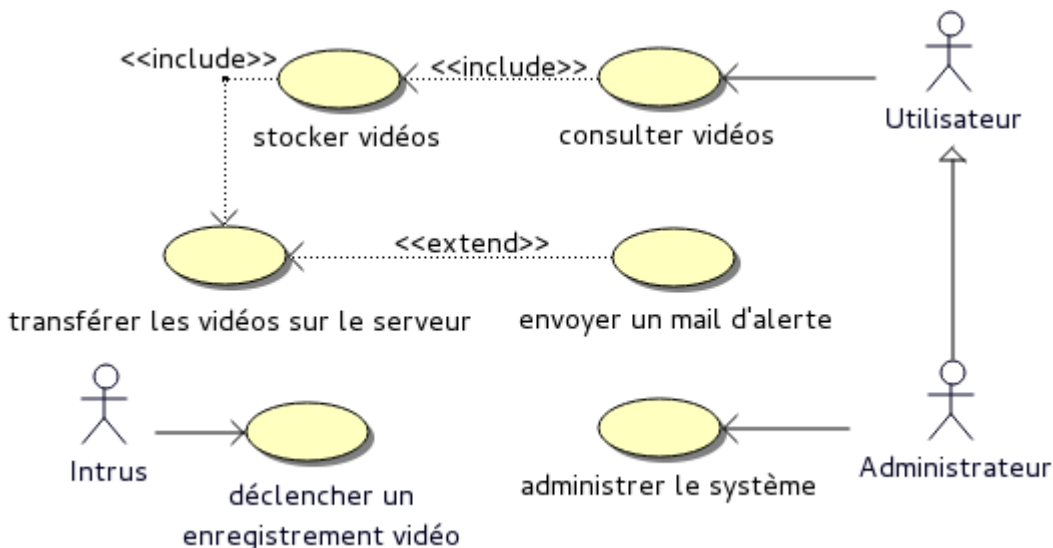 <<include>>
<<include>>
stocker vidéos
consulter vidéos
Utilisateur
<<extend>>
transférer les vidéos sur le serveur
envoyer un mail d'alerte
Intrus
déclencher un
enregistrement vidéo
administrer le système
Administrateur